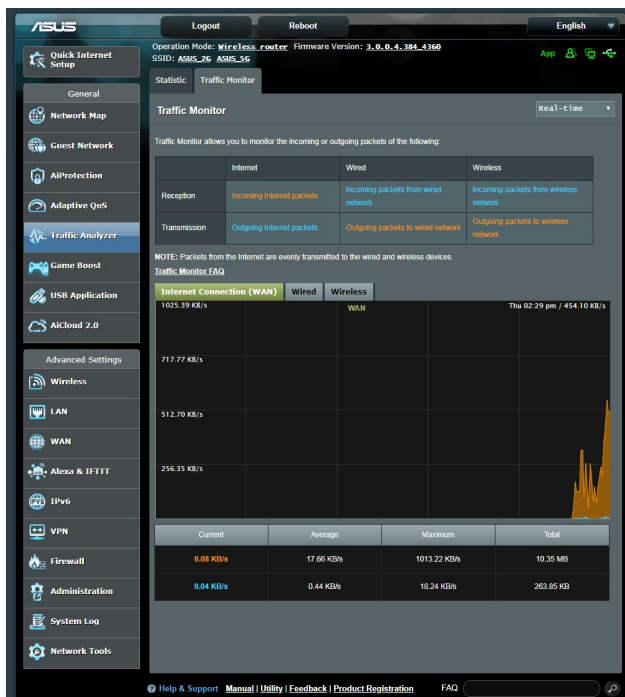 ASUS
Logout
Reboot
English
Quick Internet
Setup
General
Network Map
Guest Network
AiProtection
Adaptive QoS
Traffic Analyzer
Game Boost
USB Application
AiCloud 2.0
Advanced Settings
Wireless
LAN
WAN
Alexa & IFTTT
IPv6
VPN
Firewall
Administration
System Log
Network Tools
Operation Mode: Wireless router Firmware Version: 3.0.0.4.384_4360
SSID: ASUS_2G ASUS_5G
App
Statistic Traffic Monitor
Traffic Monitor
Real-time
Traffic Monitor allows you to monitor the incoming or outgoing packets of the following:
Internet Wired Wireless
Reception
Incoming Internet packets
Incoming packets from wired
network
Incoming packets from wireless
network
Transmission
Outgoing Internet packets
Outgoing packets to wired network
Outgoing packets to wireless
network
NOTE: Packets from the Internet are evenly transmitted to the wired and wireless devices.
Traffic Monitor FAQ
Internet Connection (WAN) Wired Wireless
1025.39 KB/s
WAN
Thu 02:29 pm / 454.10 KB/s
717.77 KB/s
512.70 KB/s
256.35 KB/s
Current Average Maximum Total
0.08 KB/s 17.66 KB/s 1013.22 KB/s 10.35 MB
0.04 KB/s 0.44 KB/s 18.24 KB/s 263.85 KB
Help & Support Manual | Utility | Feedback | Product Registration FAQ